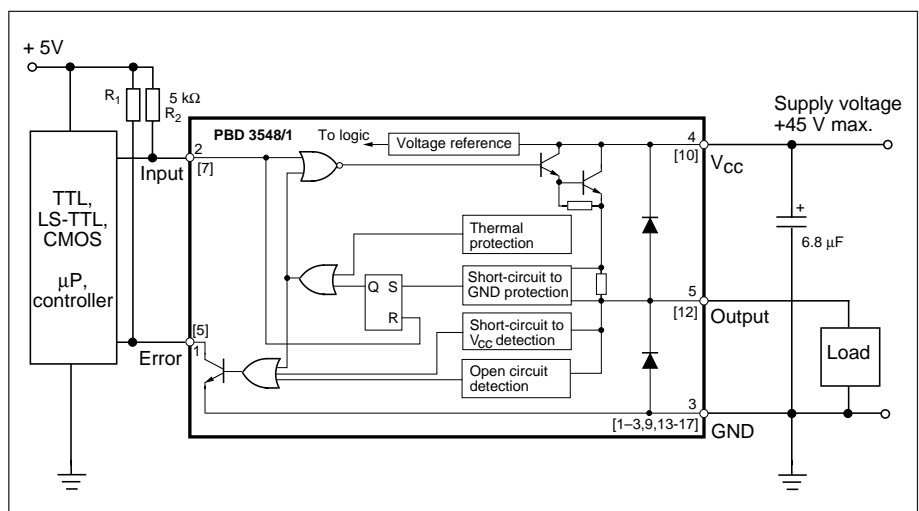 + 5V
R1
5 kΩ
R2
PBD 3548/1
To logic
Voltage reference
4
Supply voltage
+45 V max.
2
Input
[7]
[10]
VCC
TTL,
LS-TTL,
CMOS
µP,
controller
Thermal
protection
+
6.8 µF
Q S
R
Short-circuit to
GND protection
5
[12]
Output
[5]
1
Error
Short-circuit to
VCC detection
Open circuit
detection
Load
3
[1–3,9,13-17]
GND